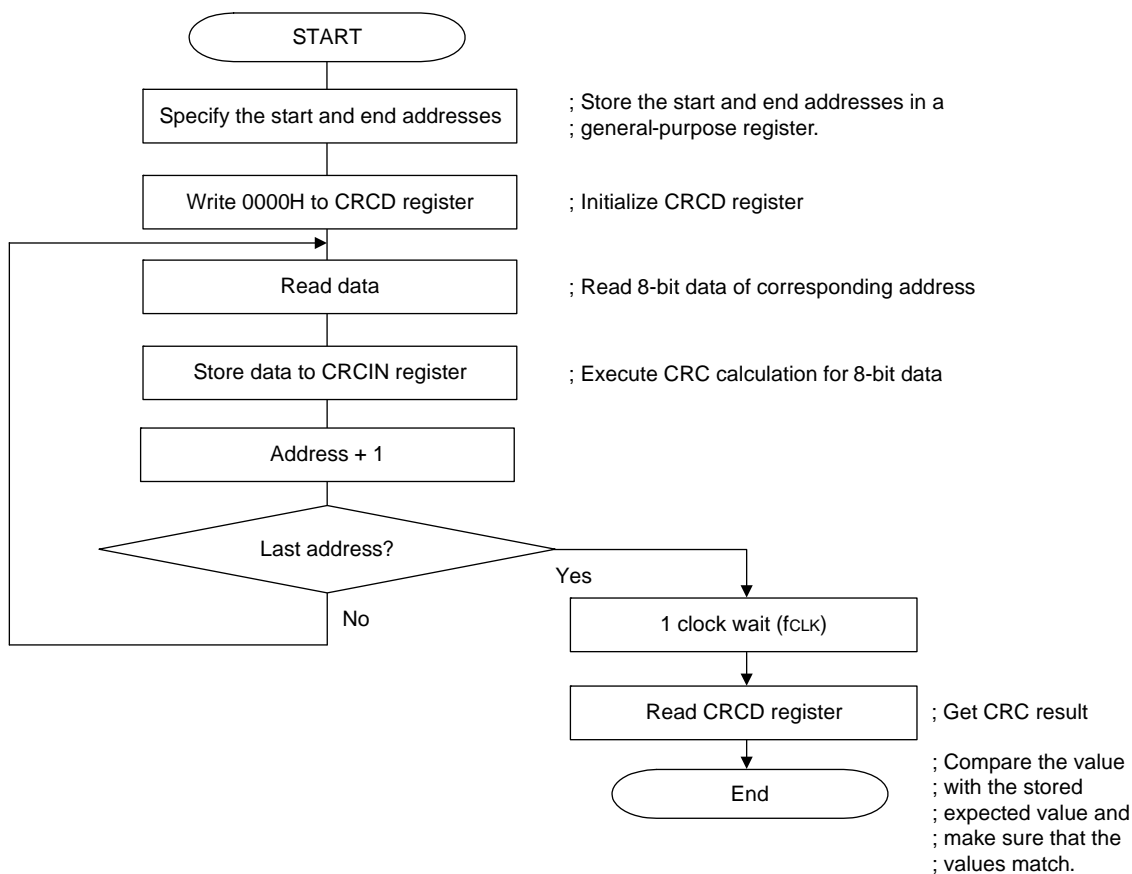 START
Specify the start and end addresses
; Store the start and end addresses in a
; general-purpose register.
Write 0000H to CRCD register
; Initialize CRCD register
Read data
; Read 8-bit data of corresponding address
Store data to CRCIN register
; Execute CRC calculation for 8-bit data
Address + 1
Last address?
Yes
No
1 clock wait (fCLK)
Read CRCD register
; Get CRC result
End
; Compare the value
; with the stored
; expected value and
; make sure that the
; values match.